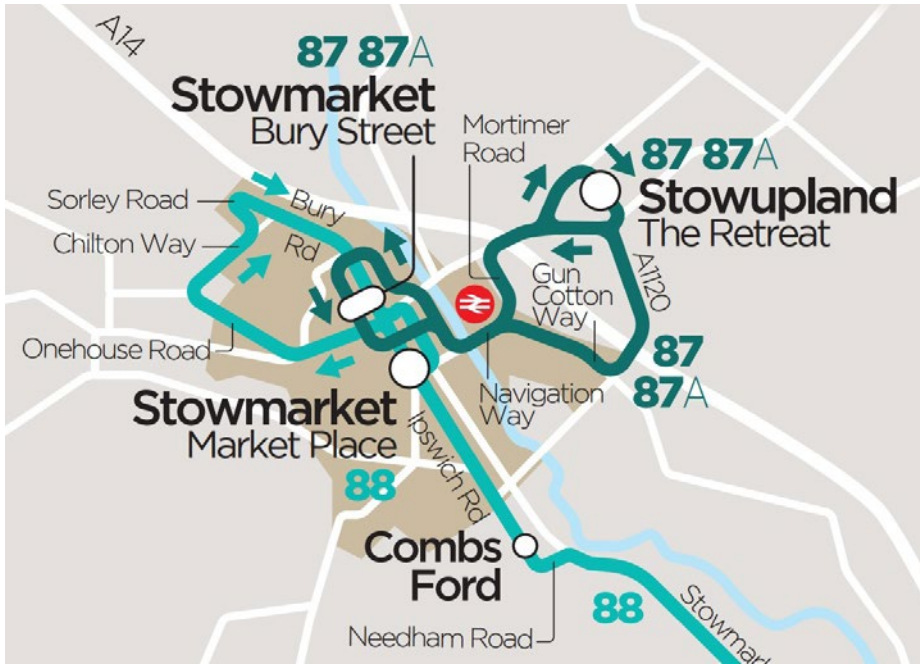 A14
87 87A
Stowmarket
Bury Street
Mortimer
Road
87 87A
Stowupland
The Retreat
Sorley Road
Bury
Rd
Chilton Way
Gun
Cotton
Way
A1120
Onehouse Road
87
87A
Navigation
Way
Stowmarket
Market Place
88
Ipswich Rd
Combs
Ford
88
Needham Road